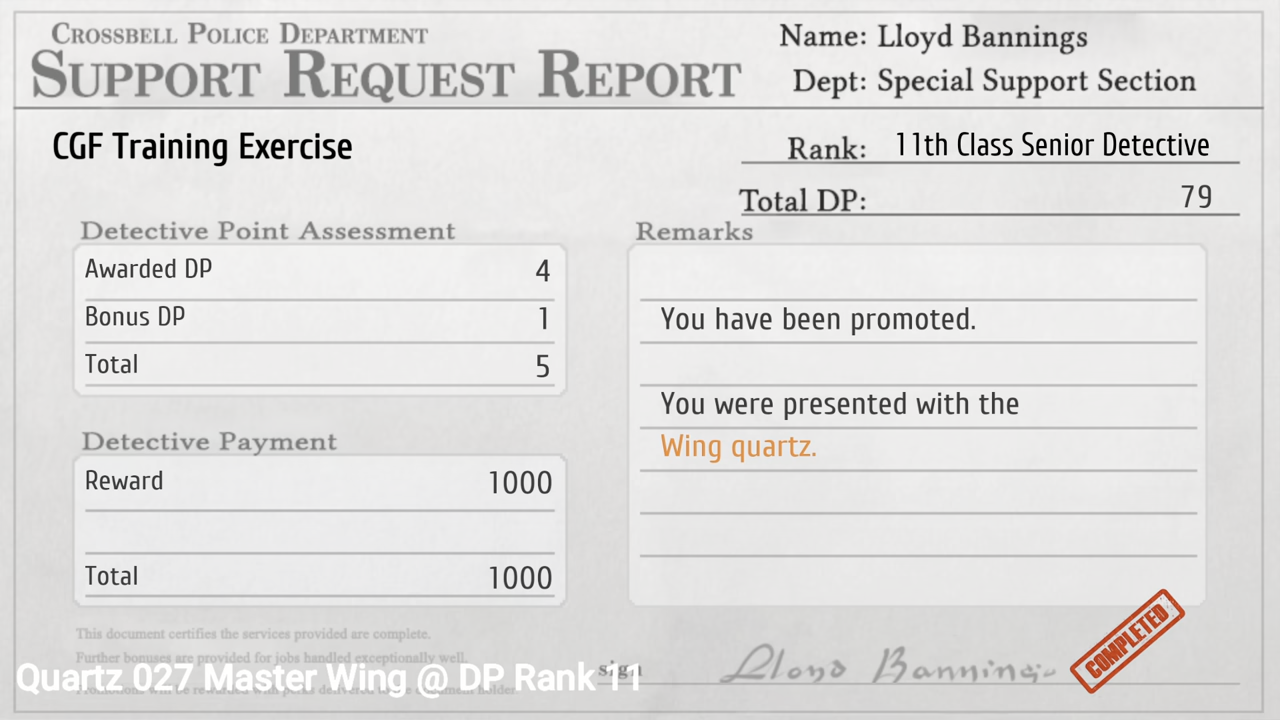 CROSSBELL POLICE DEPARTMENT
SUPPORT REQUEST REPORT
Name: Lloyd Bannings
Dept: Special Support Section
CGF Training Exercise
Rank: 11th Class Senior Detective
Total DP: 79
Detective Point Assessment
Awarded DP 4
Bonus DP 1
Total 5
Detective Payment
Reward 1000
Total 1000
Remarks
You have been promoted.
You were presented with the
Wing quartz.
This document certifies the services provided are complete.
Further bonuses are provided for jobs handled exceptionally well.
sign Lloyd Bannings
COMPLETED
Quartz 027 Master Wing @ DP Rank 11